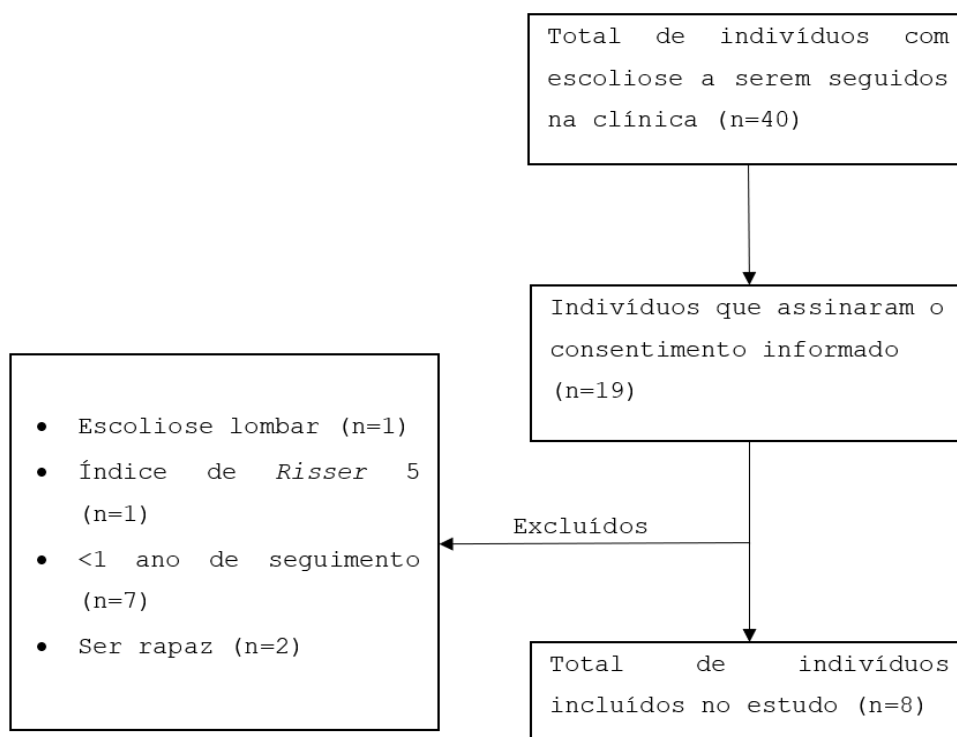 Total de indivíduos com
escoliose a serem seguidos
na clínica (n=40)
Indivíduos que assinaram o
consentimento informado
(n=19)
Excluídos
• Escoliose lombar (n=1)
• Índice de Risser 5
(n=1)
• <1 ano de seguimento
(n=7)
• Ser rapaz (n=2)
Total de indivíduos
incluídos no estudo (n=8)